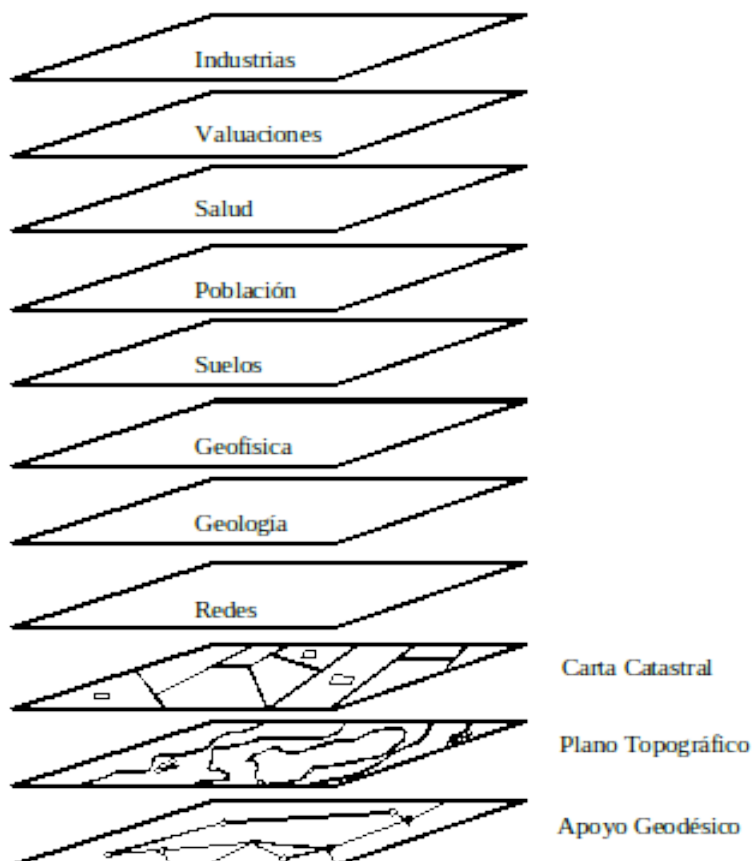 Industrias
Valuaciones
Salud
Población
Suelos
Geofísica
Geología
Redes
Carta Catastral
Plano Topográfico
Apoyo Geodésico